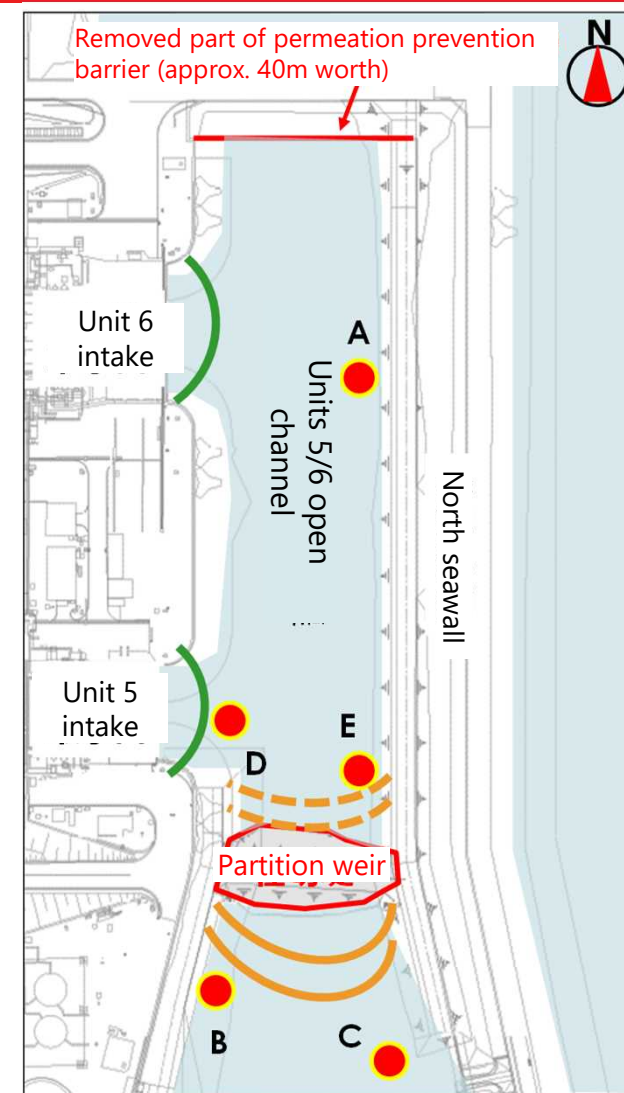 Removed part of permeation prevention
barrier (approx. 40m worth)
N
Unit 6
intake
A
Units 5/6 open
channel
North seawall
Unit 5
intake
E
D
Partition weir
B
C